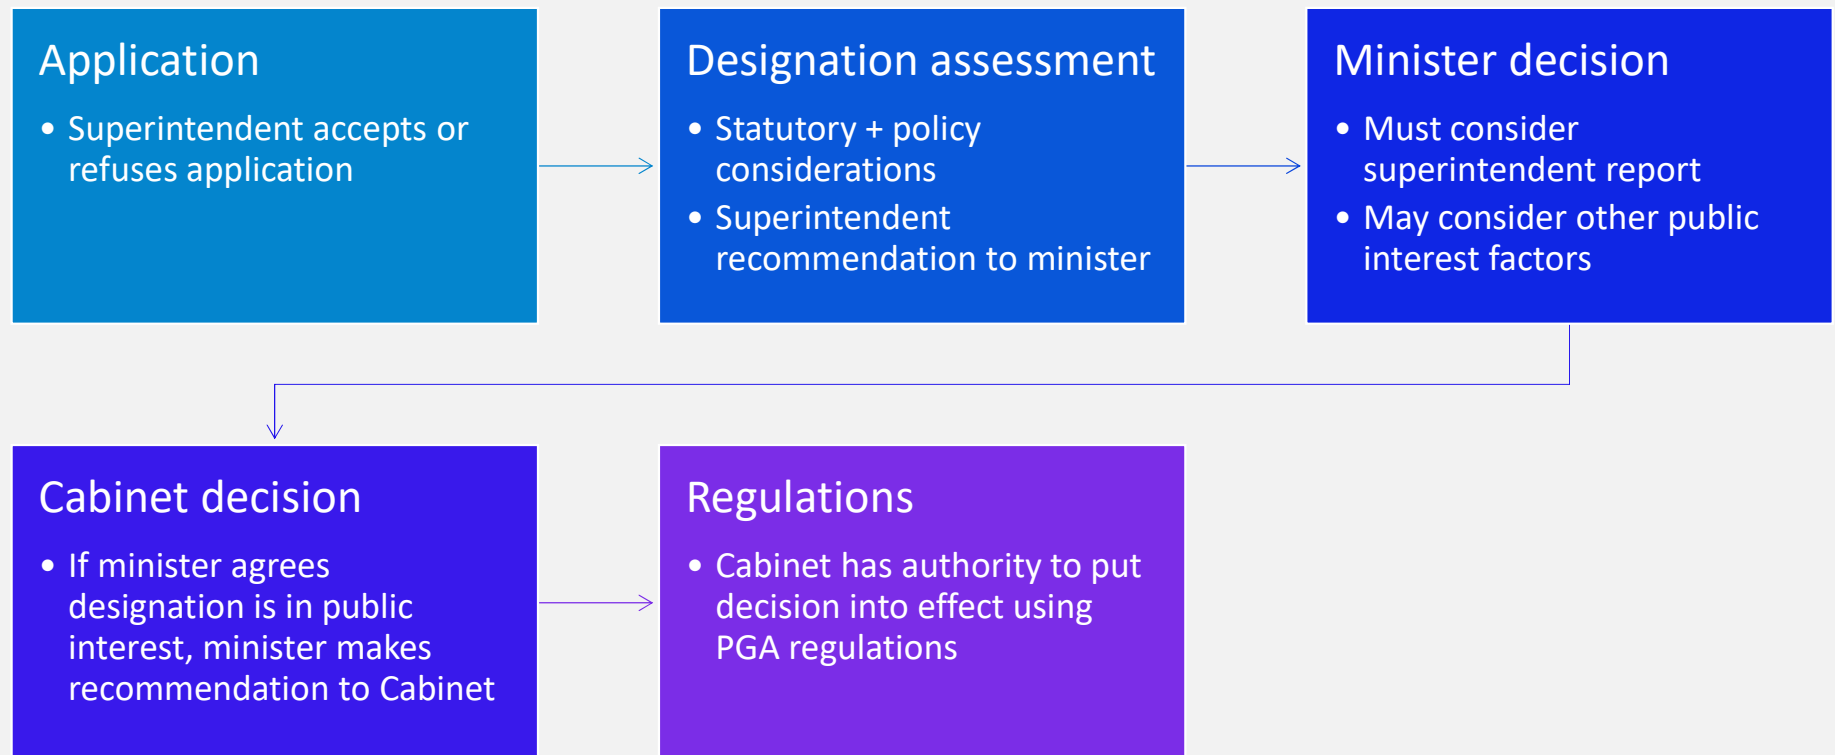 Application
• Superintendent accepts or
refuses application
Designation assessment
• Statutory + policy
considerations
• Superintendent
recommendation to minister
Minister decision
• Must consider
superintendent report
• May consider other public
interest factors
Cabinet decision
• If minister agrees
designation is in public
interest, minister makes
recommendation to Cabinet
Regulations
• Cabinet has authority to put
decision into effect using
PGA regulations